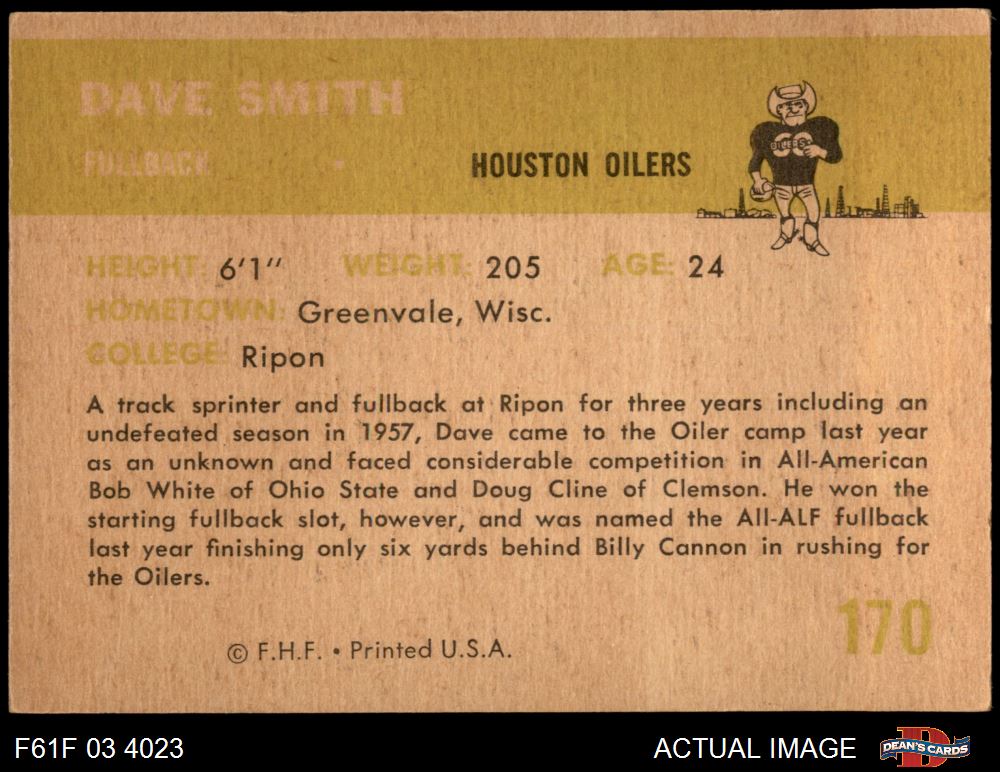 DAVE SMITH
FULLBACK - HOUSTON OILERS
OILERS
HEIGHT: 6'1" WEIGHT: 205 AGE: 24
HOMETOWN: Greenvale, Wisc.
COLLEGE: Ripon
A track sprinter and fullback at Ripon for three years including an
undefeated season in 1957, Dave came to the Oiler camp last year
as an unknown and faced considerable competition in All-American
Bob White of Ohio State and Doug Cline of Clemson. He won the
starting fullback slot, however, and was named the All-ALF fullback
last year finishing only six yards behind Billy Cannon in rushing for
the Oilers.
170
© F.H.F. • Printed U.S.A.
F61F 03 4023 ACTUAL IMAGE D DEAN'S CARDS